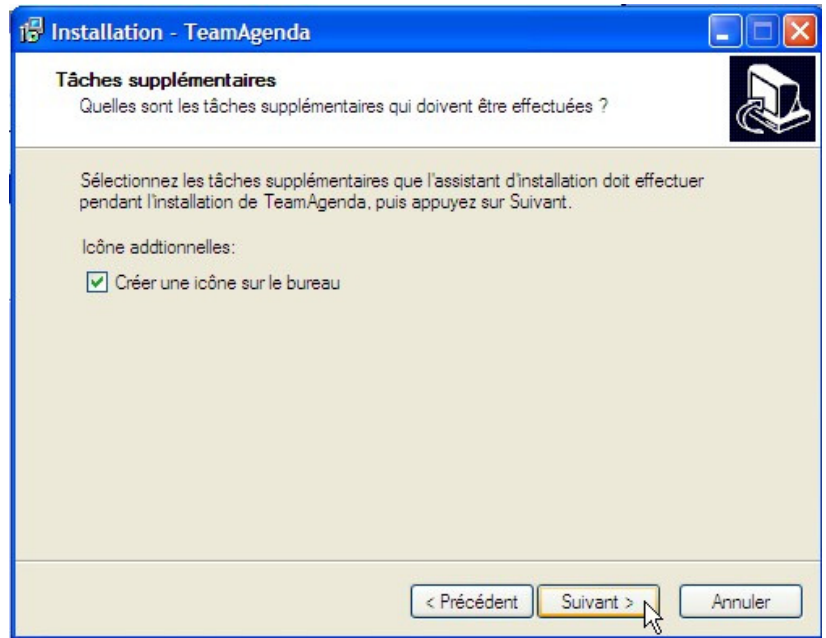 Installation - TeamAgenda
Tâches supplémentaires
Quelles sont les tâches supplémentaires qui doivent être effectuées ?
Sélectionnez les tâches supplémentaires que l'assistant d'installation doit effectuer
pendant l'installation de TeamAgenda, puis appuyez sur Suivant.
Icône addtionnelles:
Créer une icône sur le bureau
< Précédent Suivant > Annuler